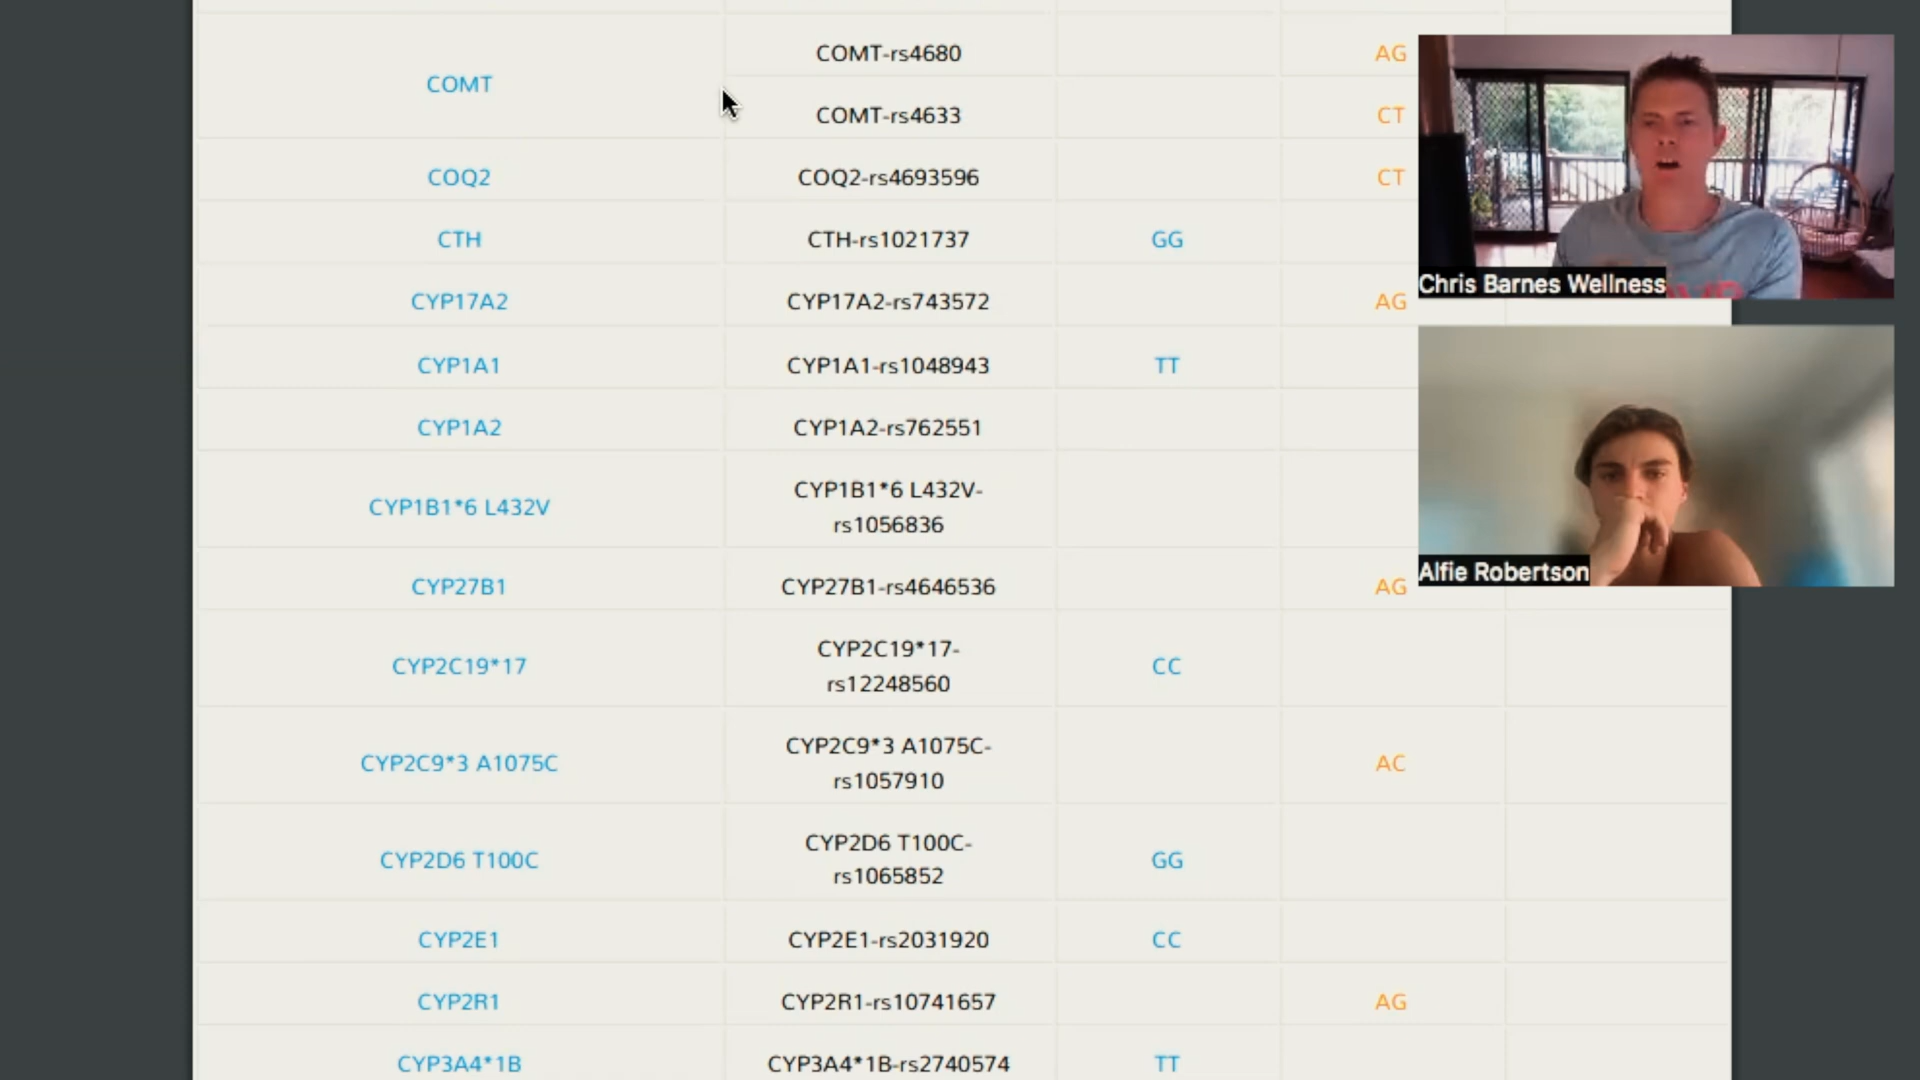 COMT
COMT-rs4680
AG
COMT-rs4633
CT
COQ2
COQ2-rs4693596
CT
CTH
CTH-rs1021737
GG
CYP17A2
CYP17A2-rs743572
AG
CYP1A1
CYP1A1-rs1048943
TT
CYP1A2
CYP1A2-rs762551
CYP1B1*6 L432V
CYP1B1*6 L432V-
rs1056836
CYP27B1
CYP27B1-rs4646536
AG
CYP2C19*17
CYP2C19*17-
rs12248560
CC
CYP2C9*3 A1075C
CYP2C9*3 A1075C-
rs1057910
AC
CYP2D6 T100C
CYP2D6 T100C-
rs1065852
GG
CYP2E1
CYP2E1-rs2031920
CC
CYP2R1
CYP2R1-rs10741657
AG
CYP3A4*1B
CYP3A4*1B-rs2740574
TT
Chris Barnes Wellness
Alfie Robertson